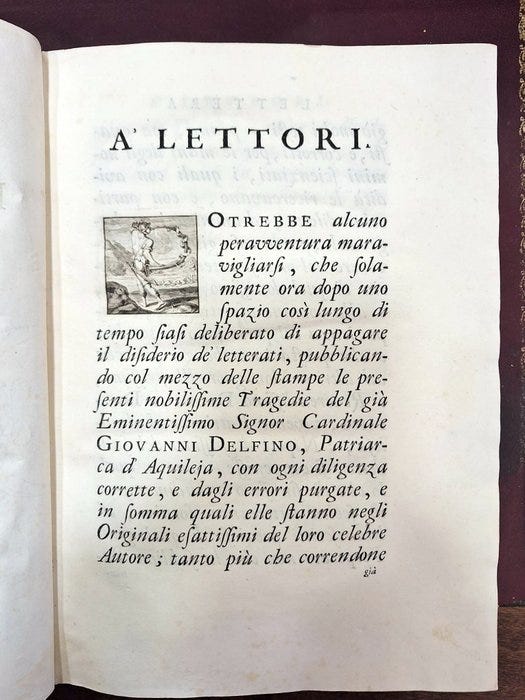 A' LETTORI.
POTREBBE alcuno
peravventura mara-
vigliarſi, che ſola-
mente ora dopo uno
ſpazio così lungo di
tempo ſiaſi deliberato di appagare
il diſiderio de' letterati, pubblican-
do col mezzo delle ſtampe le pre-
ſenti nobiliſſime Tragedie del già
Eminentiſſimo Signor Cardinale
GIOVANNI DELFINO, Patriar-
ca d' Aquileja, con ogni diligenza
corrette, e dagli errori purgate, e
in ſomma quali elle ſtanno negli
Originali eſattiſſimi del loro celebre
Autore; tanto più che correndone
già